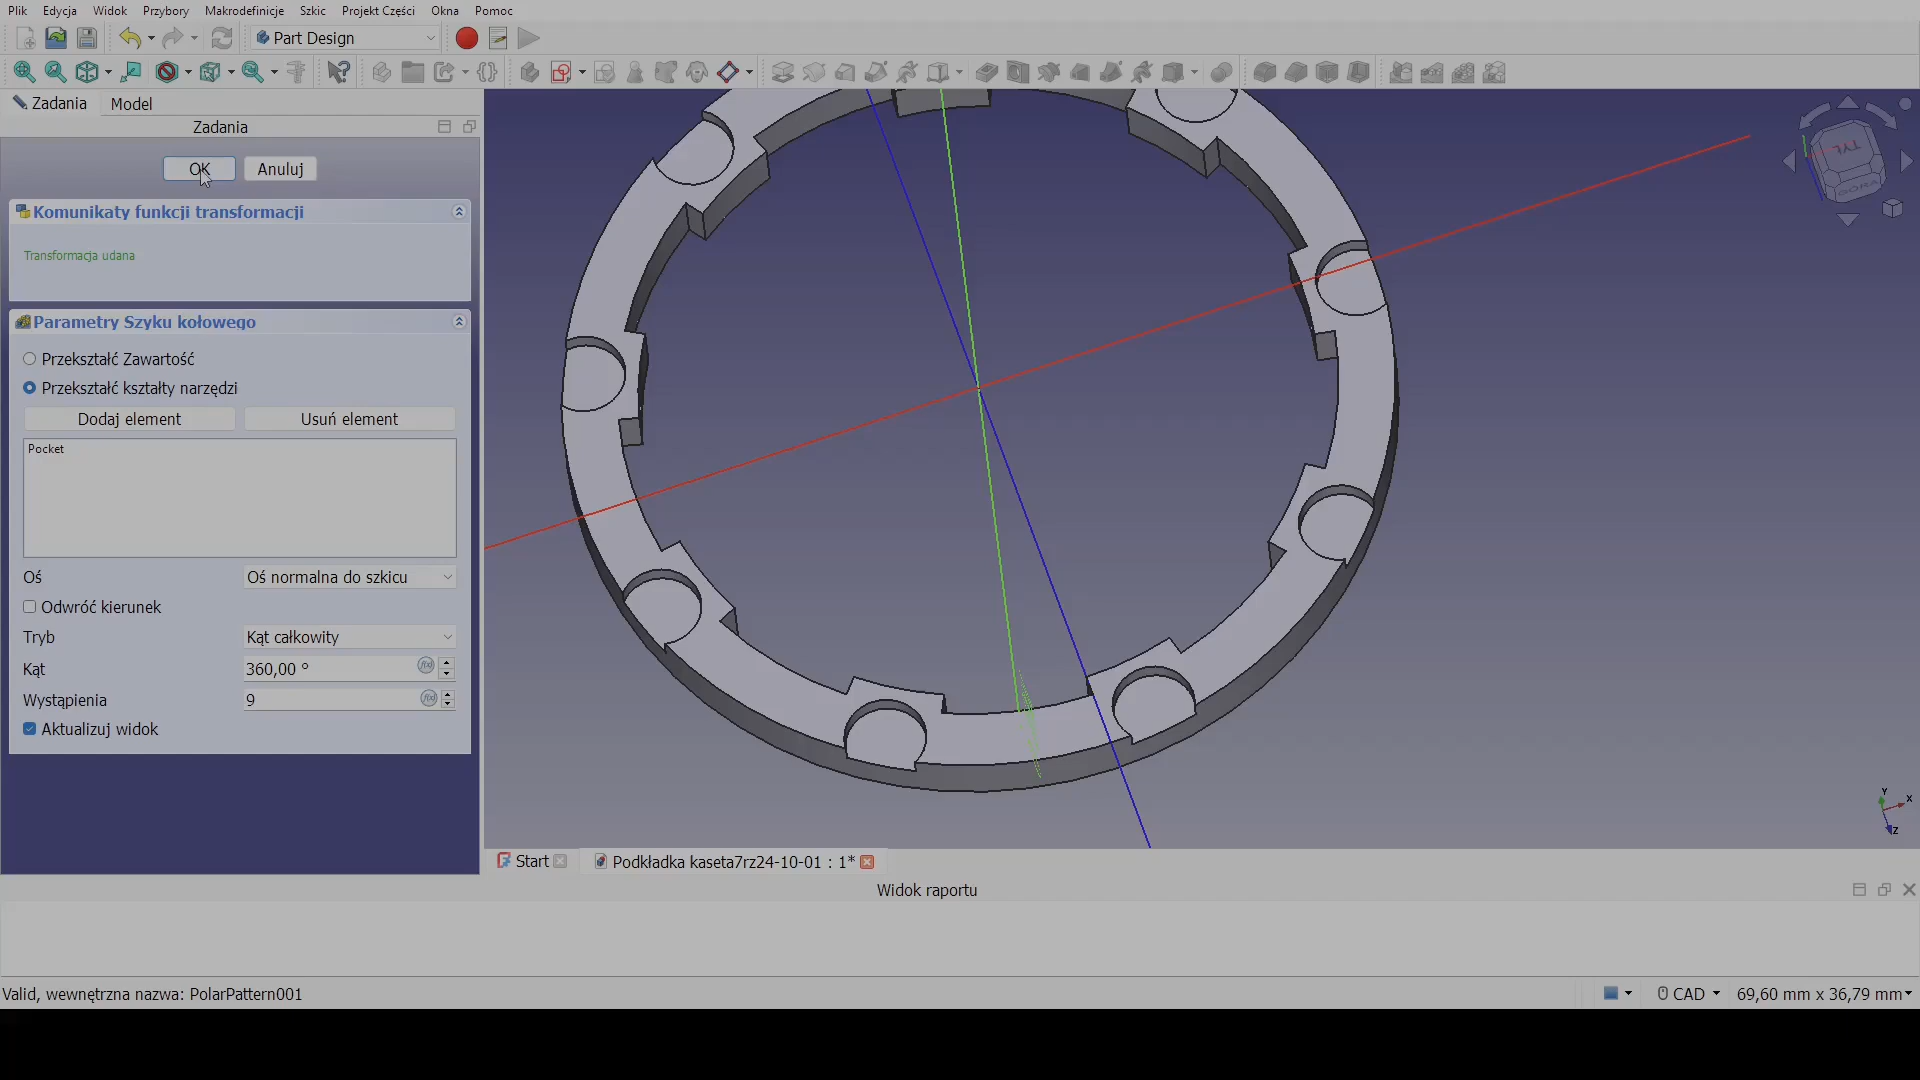 Plik Edycja Widok Przybory Makrodefinicje Szkic Projekt Części Okna Pomoc
Part Design
Zadania Model
Zadania
OK Anuluj
Komunikaty funkcji transformacji
Transformacja udana
Parametry Szyku kołowego
Przekształć Zawartość
Przekształć kształty narzędzi
Dodaj element Usuń element
Pocket
Oś Oś normalna do szkicu
Odwróć kierunek
Tryb Kąt całkowity
Kąt 360,00 °
Wystąpienia 9
Aktualizuj widok
TYŁ
GÓRA
Y
X
Z
Start Podkładka kaseta7rz24-10-01 : 1*
Widok raportu
Valid, wewnętrzna nazwa: PolarPattern001 CAD 69,60 mm x 36,79 mm